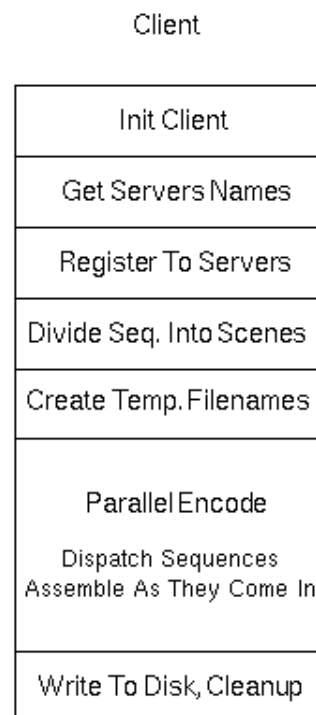 Client
Init Client
Get Servers Names
Register To Servers
Divide Seq. Into Scenes
Create Temp. Filenames
Parallel Encode
Dispatch Sequences
Assemble As They Come In
Write To Disk, Cleanup